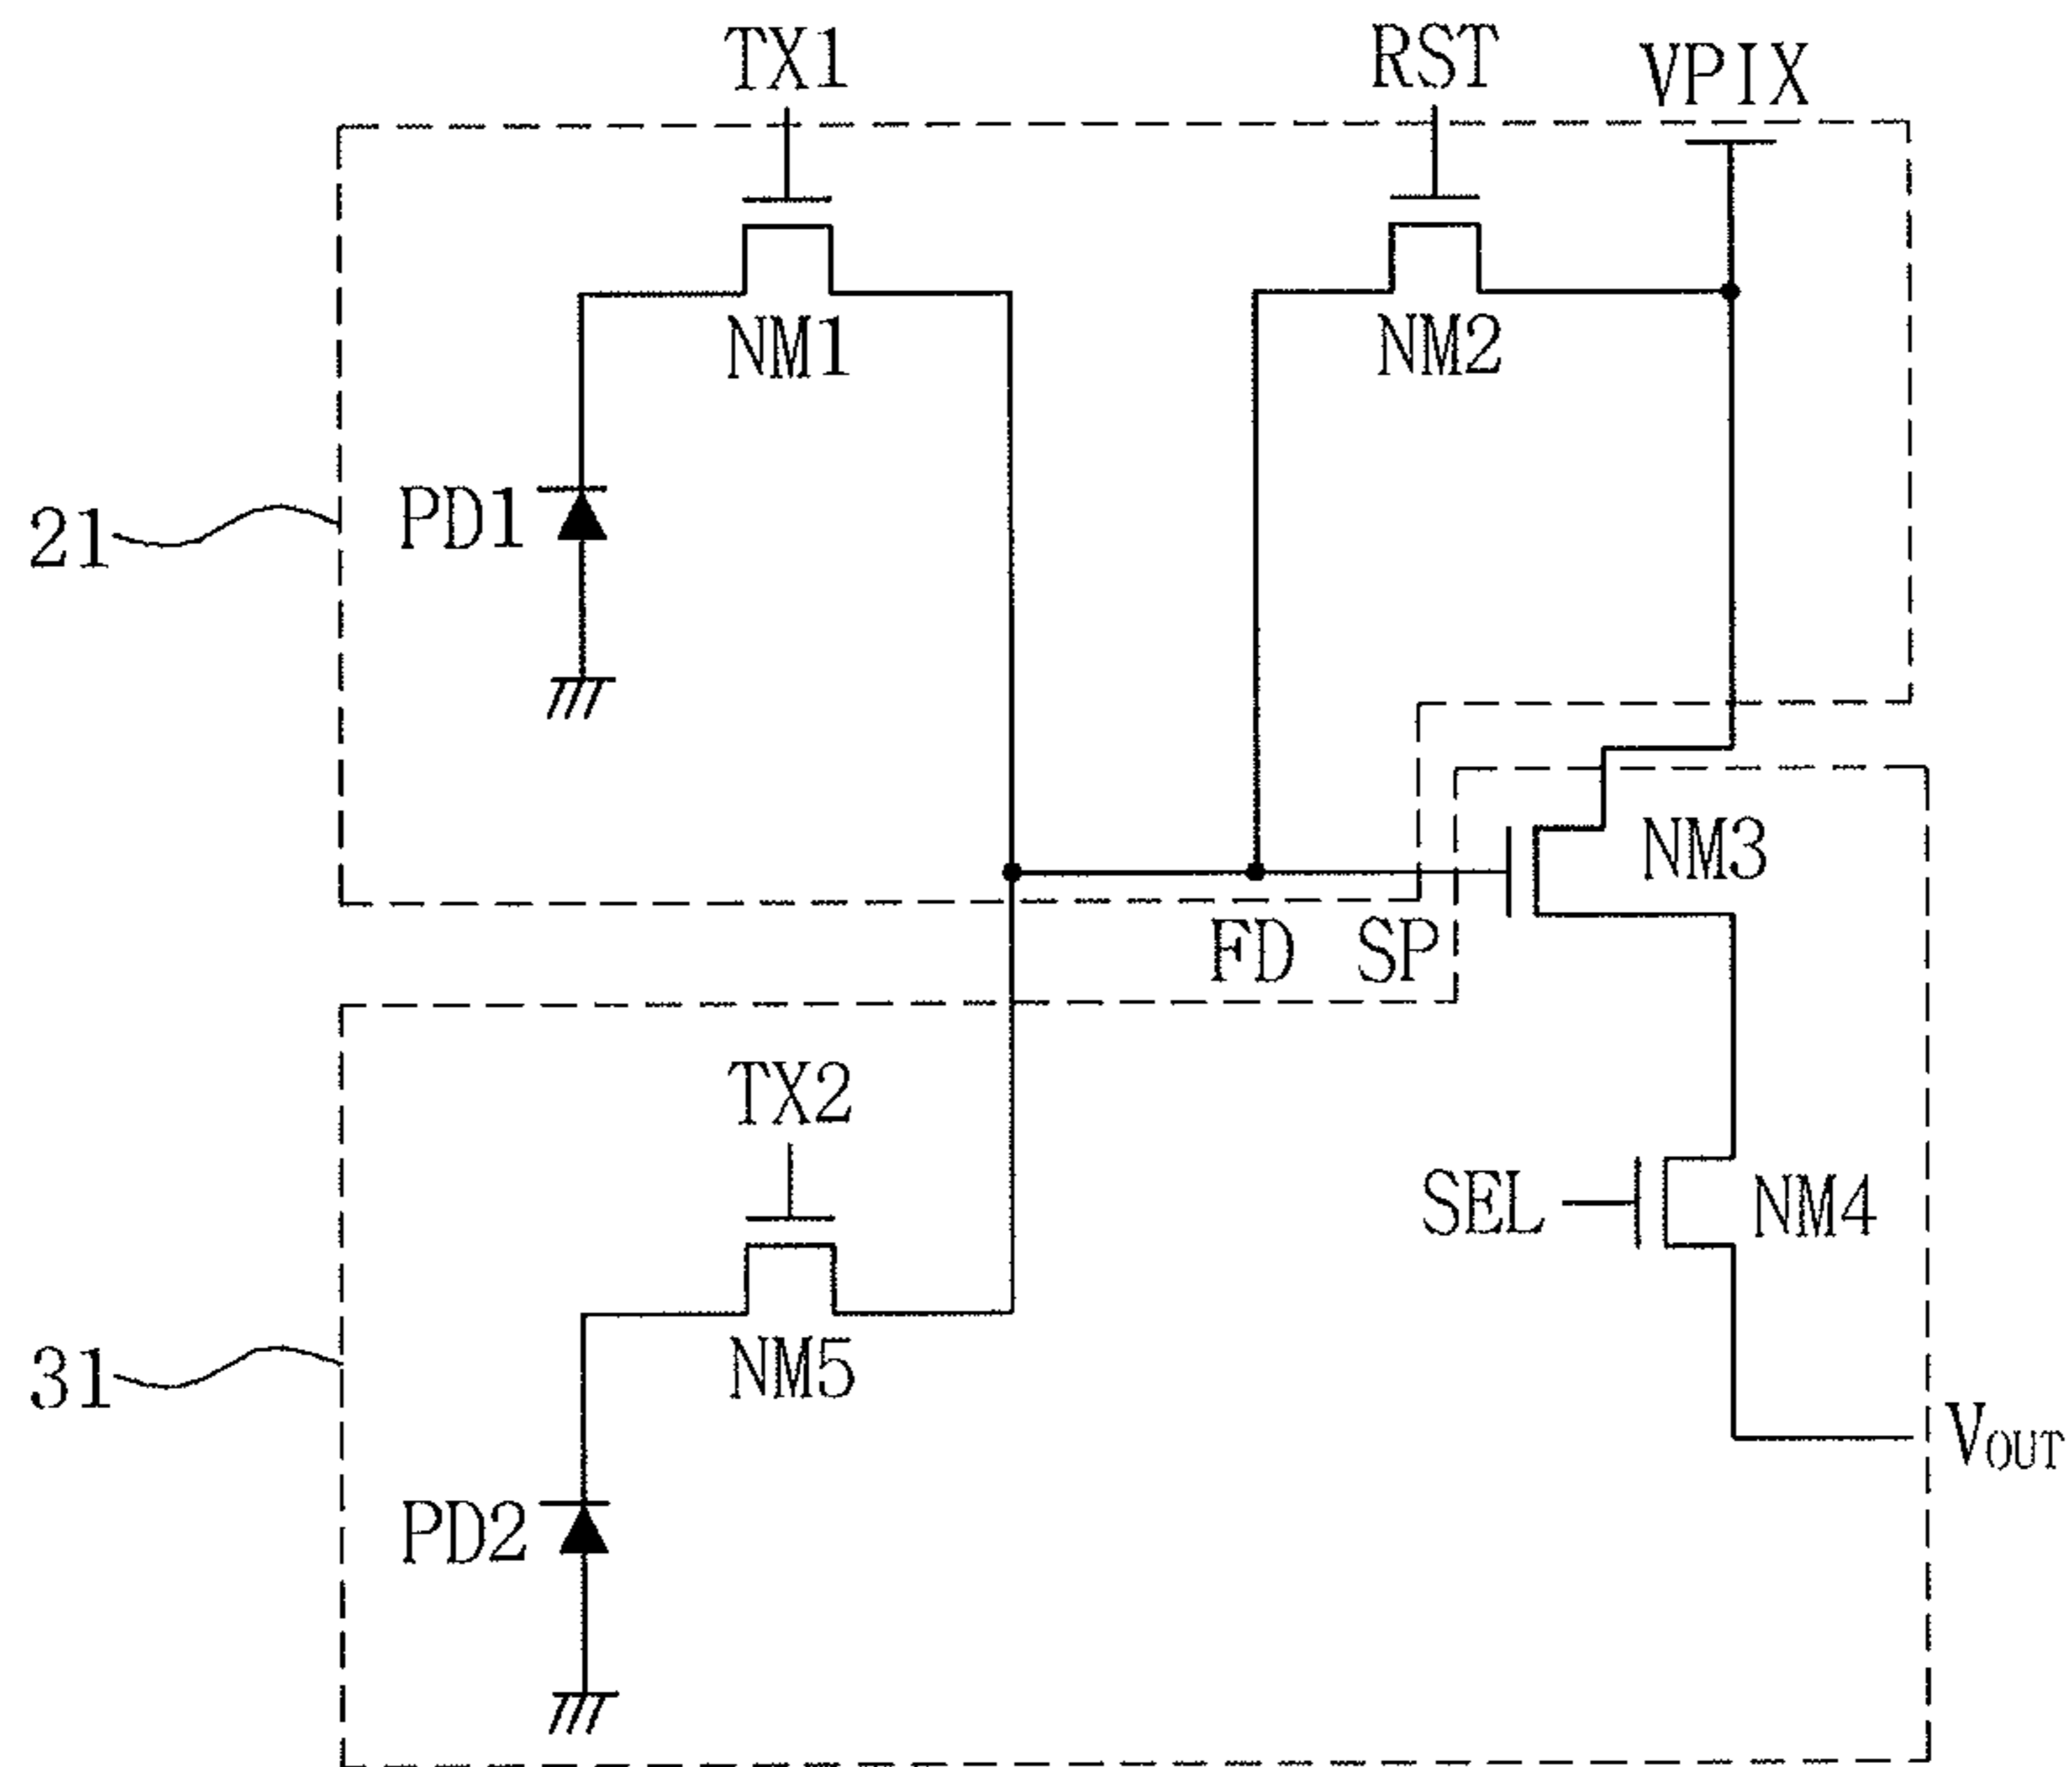 TX1
RST
VPIX
NM1
NM2
PD1
21
NM3
FD
SP
TX2
SEL
NM4
NM5
31
VOUT
PD2